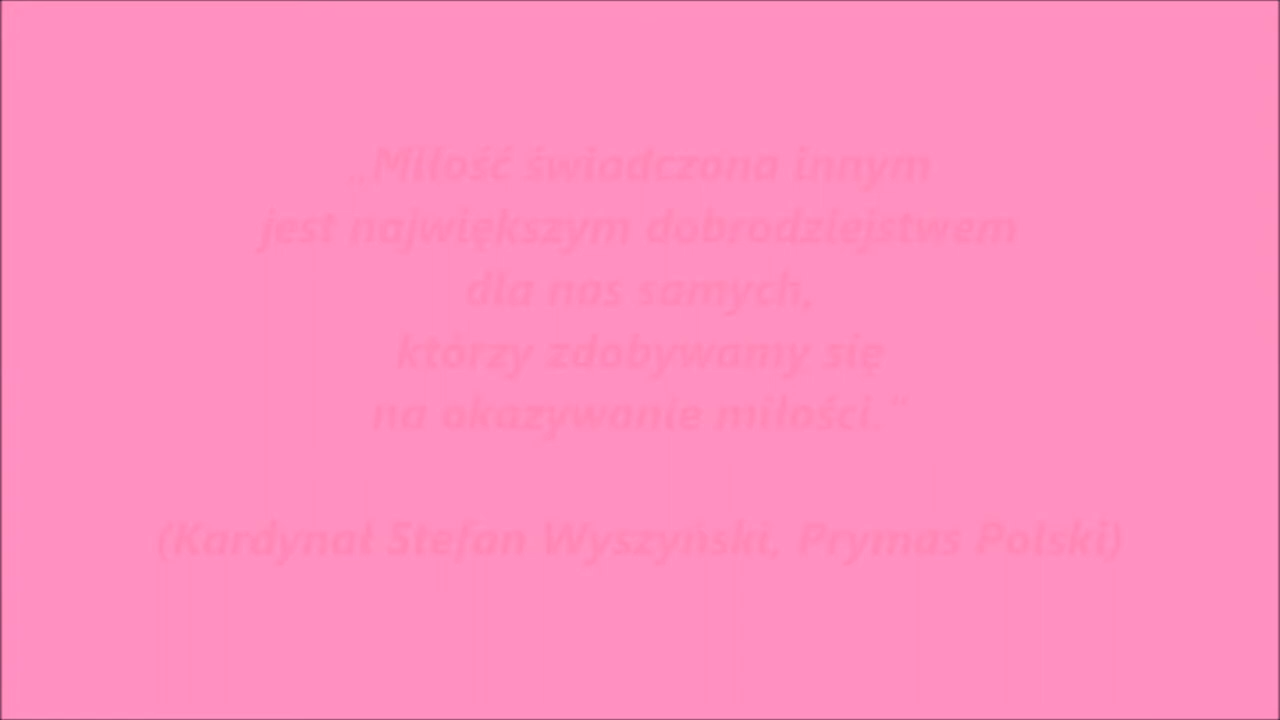 „Miłość świadczona innym
jest największym dobrodziejstwem
dla nas samych,
którzy zdobywamy się
na okazywanie miłości."
(Kardynał Stefan Wyszyński, Prymas Polski)